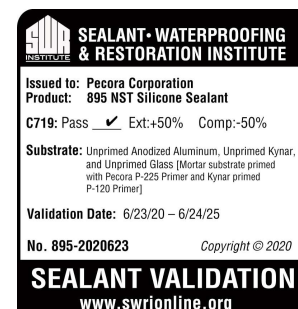 SWR
INSTITUTE
SEALANT• WATERPROOFING
& RESTORATION INSTITUTE
Issued to: Pecora Corporation
Product: 895 NST Silicone Sealant
C719: Pass ✔ Ext:+50% Comp:-50%
Substrate: Unprimed Anodized Aluminum, Unprimed Kynar,
and Unprimed Glass [Mortar substrate primed
with Pecora P-225 Primer and Kynar primed
P-120 Primer]
Validation Date: 6/23/20 – 6/24/25
No. 895-2020623 Copyright © 2020
SEALANT VALIDATION
www.swrionline.org